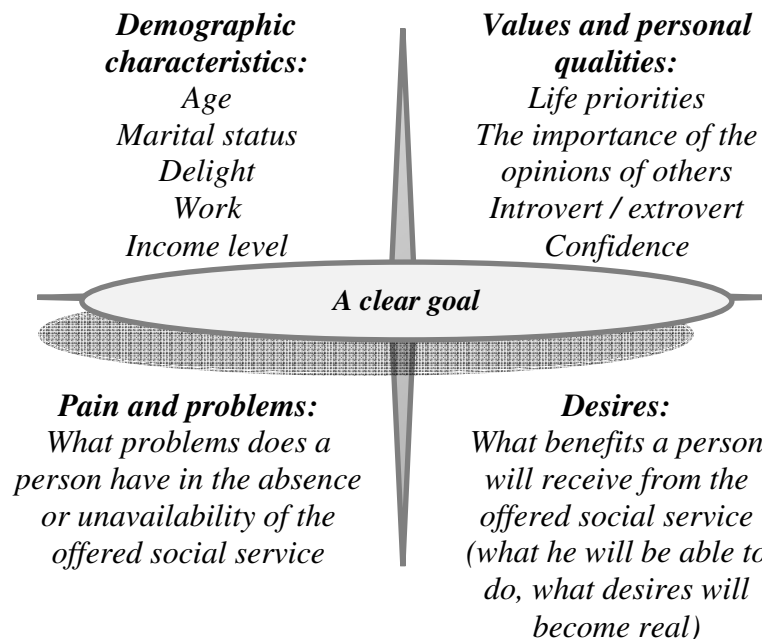 Demographic
characteristics:
Age
Marital status
Delight
Work
Income level
Values and personal
qualities:
Life priorities
The importance of the
opinions of others
Introvert / extrovert
Confidence
A clear goal
Pain and problems:
What problems does a
person have in the absence
or unavailability of the
offered social service
Desires:
What benefits a person
will receive from the
offered social service
(what he will be able to
do, what desires will
become real)